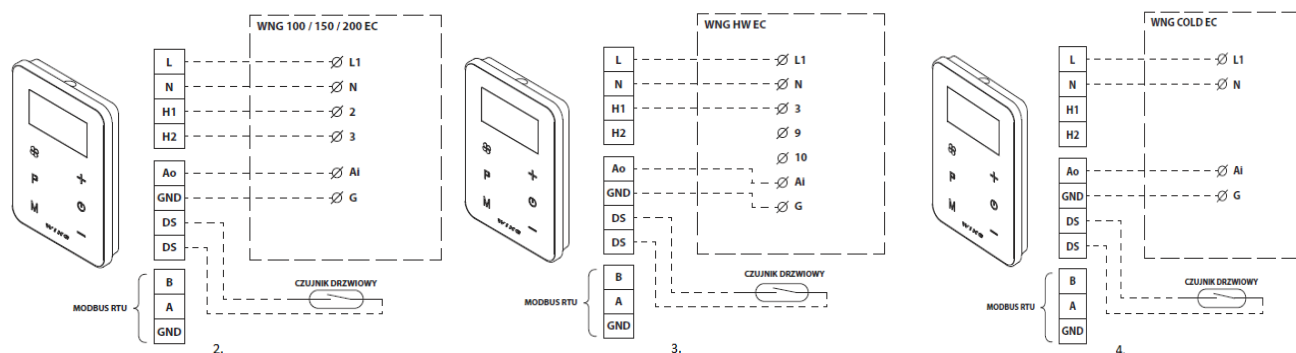 WNG 100 / 150 / 200 EC
L
L1
N
N
H1
2
H2
3
Ao
Ai
GND
G
DS
DS
P
M
WING
CZUJNIK DRZWIOWY
MODBUS RTU
B
A
GND
2.
WNG HW EC
L
L1
N
N
H1
3
H2
9
10
Ao
Ai
GND
G
DS
DS
P
M
WING
CZUJNIK DRZWIOWY
MODBUS RTU
B
A
GND
3.
WNG COLD EC
L
L1
N
N
H1
H2
Ao
Ai
GND
G
DS
DS
P
M
WING
CZUJNIK DRZWIOWY
MODBUS RTU
B
A
GND
4.